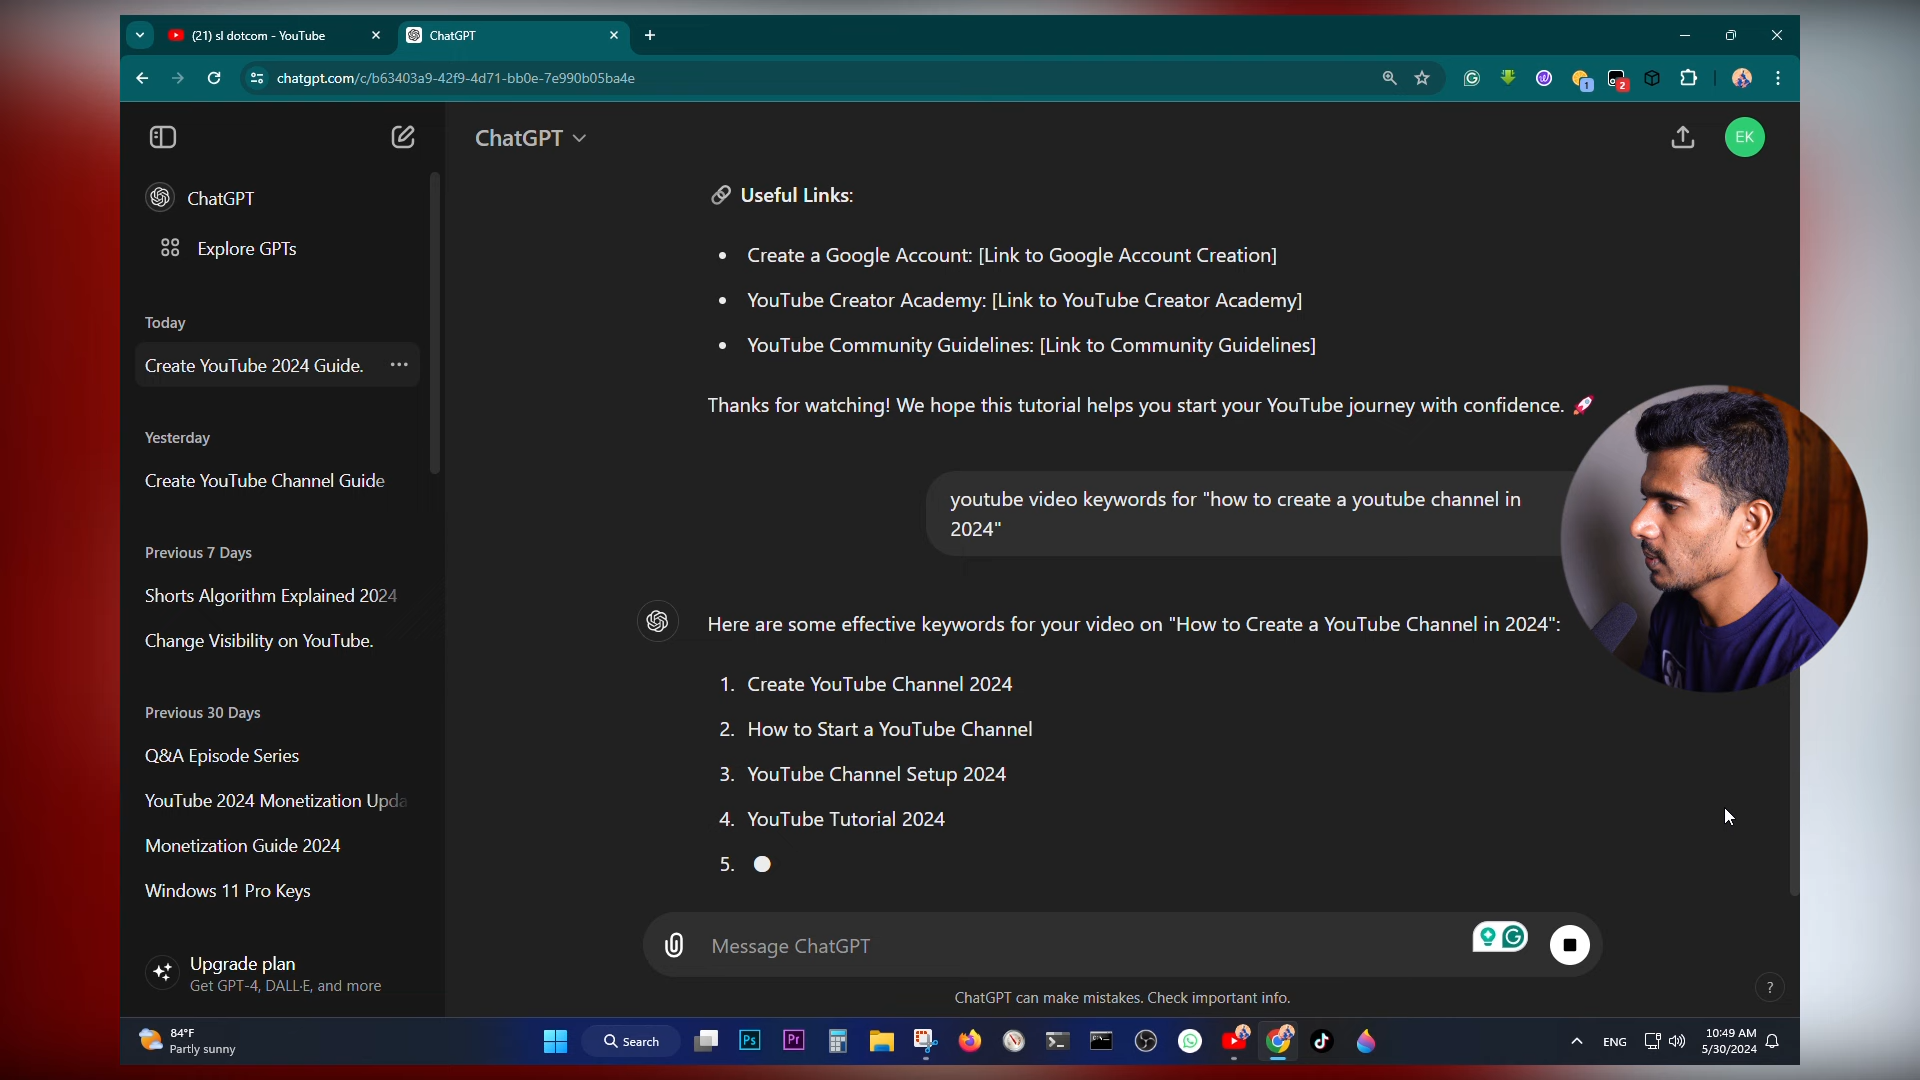 (21) sl dotcom - YouTube
ChatGPT
chatgpt.com/c/b63403a9-42f9-4d71-bb0e-7e990b05ba4e
1
2
ChatGPT
EK
ChatGPT
Explore GPTs
Today
Create YouTube 2024 Guide.
Yesterday
Create YouTube Channel Guide
Previous 7 Days
Shorts Algorithm Explained 2024
Change Visibility on YouTube.
Previous 30 Days
Q&A Episode Series
YouTube 2024 Monetization Upda
Monetization Guide 2024
Windows 11 Pro Keys
Upgrade plan
Get GPT-4, DALL·E, and more
Useful Links:
• Create a Google Account: [Link to Google Account Creation]
• YouTube Creator Academy: [Link to YouTube Creator Academy]
• YouTube Community Guidelines: [Link to Community Guidelines]
Thanks for watching! We hope this tutorial helps you start your YouTube journey with confidence. 🚀
youtube video keywords for "how to create a youtube channel in
2024"
Here are some effective keywords for your video on "How to Create a YouTube Channel in 2024":
1. Create YouTube Channel 2024
2. How to Start a YouTube Channel
3. YouTube Channel Setup 2024
4. YouTube Tutorial 2024
5.
Message ChatGPT
ChatGPT can make mistakes. Check important info.
?
84°F
Partly sunny
Search
Ps
Pr
ENG
10:49 AM
5/30/2024